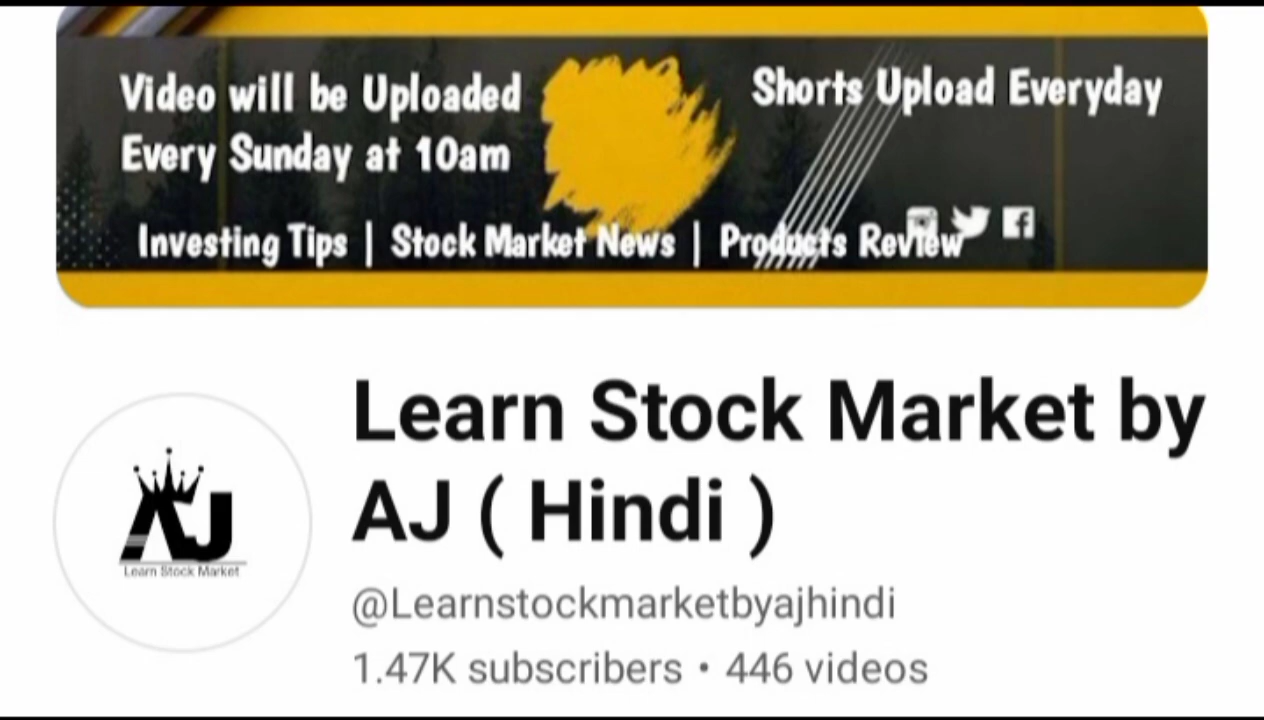 Video will be Uploaded
Every Sunday at 10am
Shorts Upload Everyday
Investing Tips | Stock Market News | Products Review
AJ
Learn Stock Market
Learn Stock Market by
AJ ( Hindi )
@Learnstockmarketbyajhindi
1.47K subscribers • 446 videos